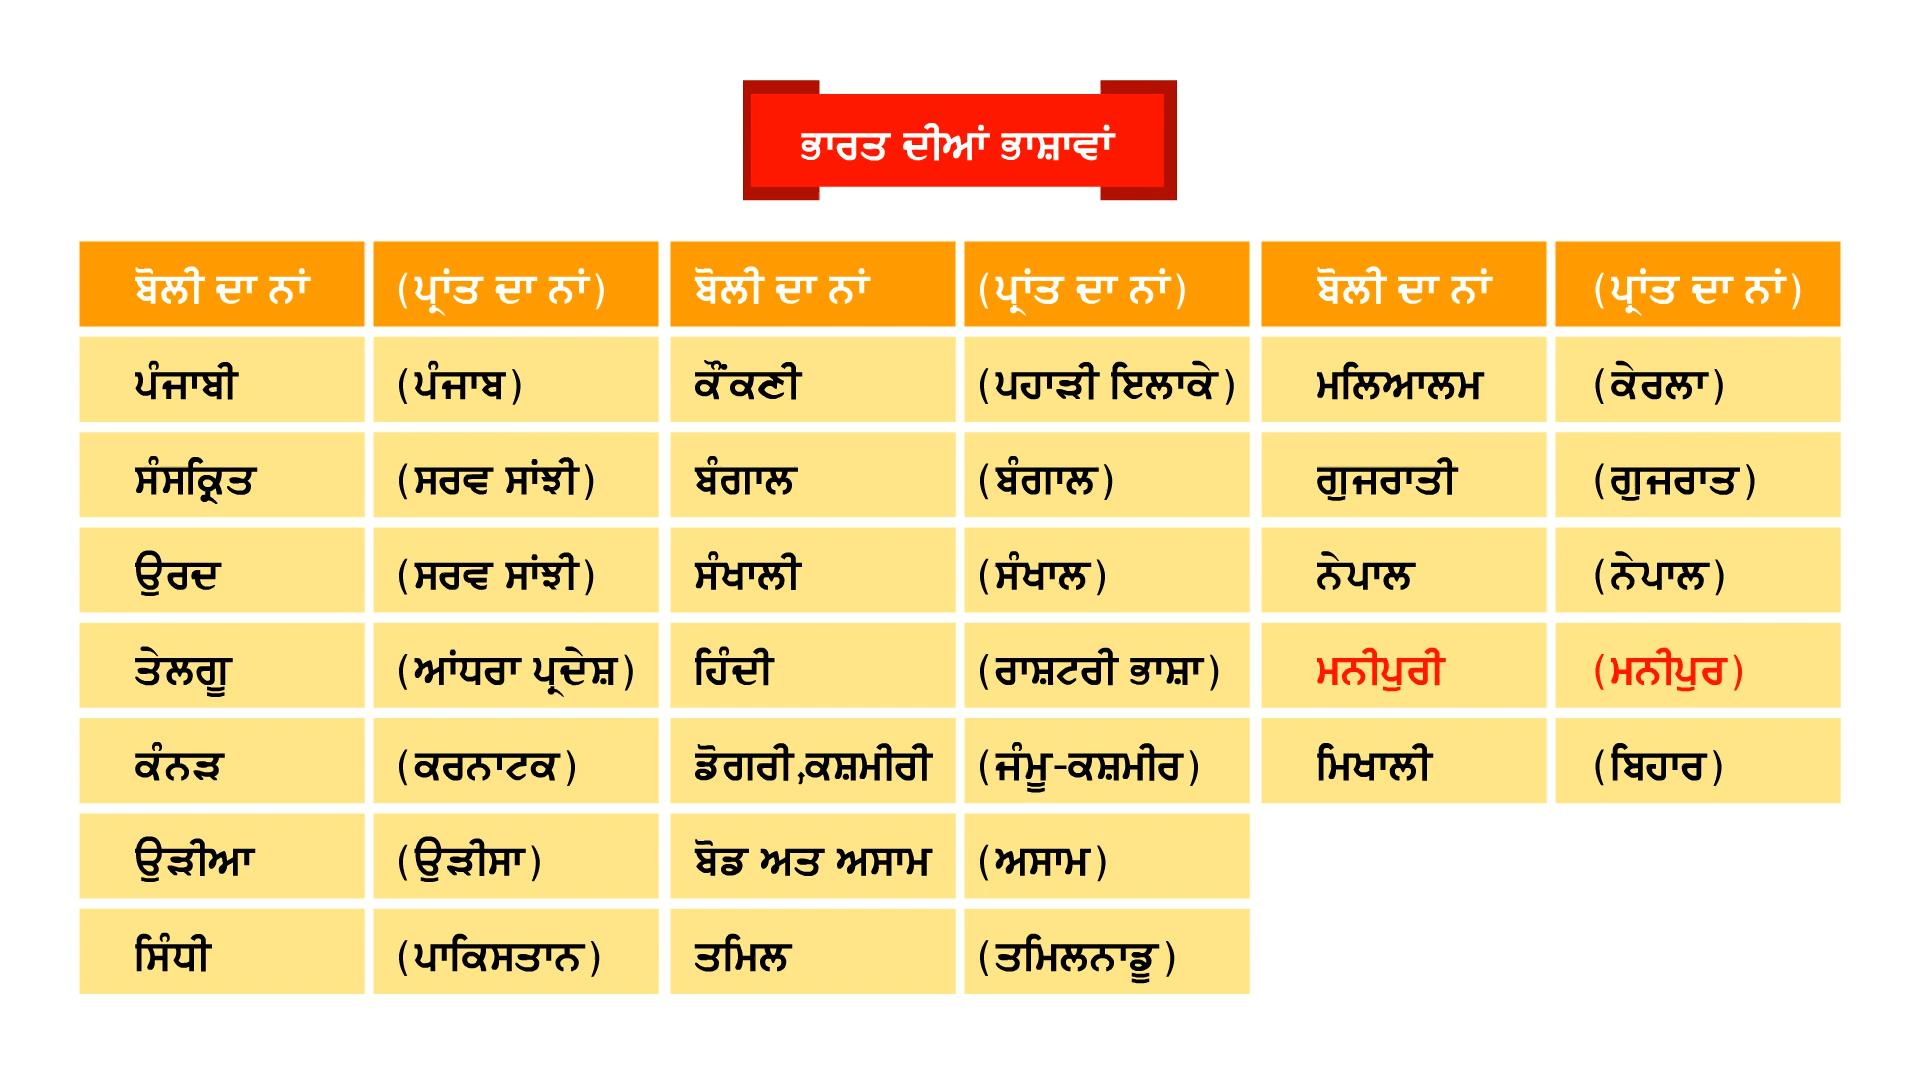 ਭਾਰਤ ਦੀਆਂ ਭਾਸ਼ਾਵਾਂ
ਬੋਲੀ ਦਾ ਨਾਂ (ਪ੍ਰਾਂਤ ਦਾ ਨਾਂ) ਬੋਲੀ ਦਾ ਨਾਂ (ਪ੍ਰਾਂਤ ਦਾ ਨਾਂ) ਬੋਲੀ ਦਾ ਨਾਂ (ਪ੍ਰਾਂਤ ਦਾ ਨਾਂ)
ਪੰਜਾਬੀ (ਪੰਜਾਬ) ਕੌਂਕਣੀ (ਪਹਾੜੀ ਇਲਾਕੇ) ਮਲਿਆਲਮ (ਕੇਰਲਾ)
ਸੰਸਕ੍ਰਿਤ (ਸਰਵ ਸਾਂਝੀ) ਬੰਗਾਲ (ਬੰਗਾਲ) ਗੁਜਰਾਤੀ (ਗੁਜਰਾਤ)
ਉਰਦ (ਸਰਵ ਸਾਂਝੀ) ਸੰਖਾਲੀ (ਸੰਖਾਲ) ਨੇਪਾਲ (ਨੇਪਾਲ)
ਤੇਲਗੂ (ਆਂਧਰਾ ਪ੍ਰਦੇਸ਼) ਹਿੰਦੀ (ਰਾਸ਼ਟਰੀ ਭਾਸ਼ਾ) ਮਨੀਪੁਰੀ (ਮਨੀਪੁਰ)
ਕੰਨੜ (ਕਰਨਾਟਕ) ਡੋਗਰੀ,ਕਸ਼ਮੀਰੀ (ਜੰਮੂ-ਕਸ਼ਮੀਰ) ਮਿਖਾਲੀ (ਬਿਹਾਰ)
ਉੜੀਆ (ਉੜੀਸਾ) ਬੋਡ ਅਤ ਅਸਾਮ (ਅਸਾਮ)
ਸਿੰਧੀ (ਪਾਕਿਸਤਾਨ) ਤਮਿਲ (ਤਮਿਲਨਾਡੂ)